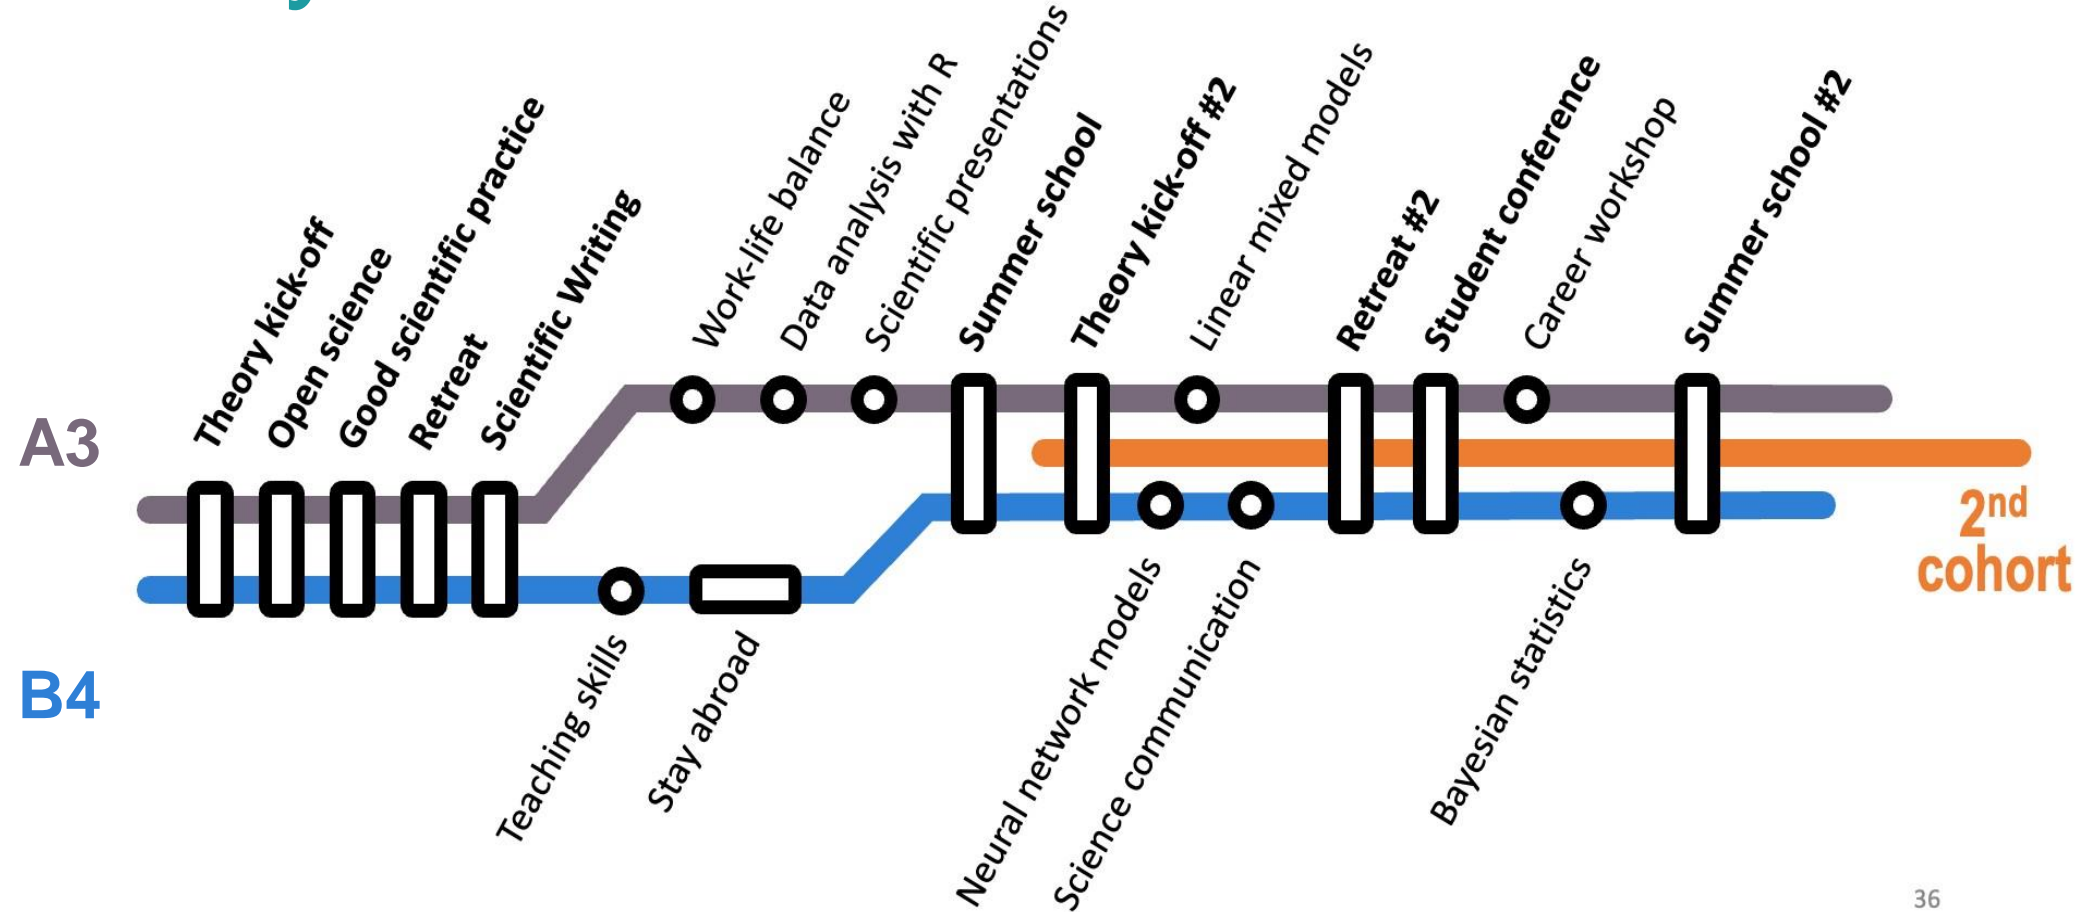 Theory kick-off
Open science
Good scientific practice
Retreat
Scientific Writing
Work-life balance
Data analysis with R
Scientific presentations
Summer school
Theory kick-off #2
Linear mixed models
Retreat #2
Student conference
Career workshop
Summer school #2
A3
B4
2nd
cohort
Teaching skills
Stay abroad
Neural network models
Science communication
Bayesian statistics
36